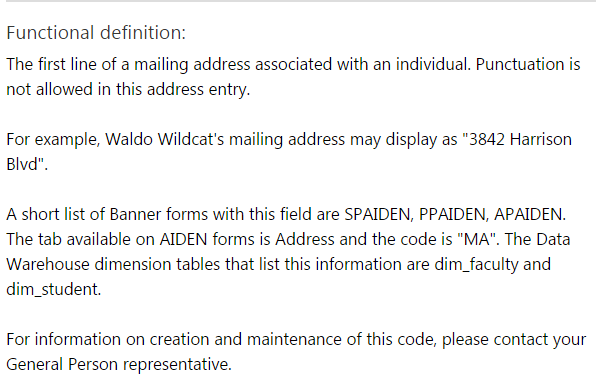 Functional definition:
The first line of a mailing address associated with an individual. Punctuation is
not allowed in this address entry.
For example, Waldo Wildcat's mailing address may display as "3842 Harrison
Blvd".
A short list of Banner forms with this field are SPAIDEN, PPAIDEN, APAIDEN.
The tab available on AIDEN forms is Address and the code is "MA". The Data
Warehouse dimension tables that list this information are dim_faculty and
dim_student.
For information on creation and maintenance of this code, please contact your
General Person representative.